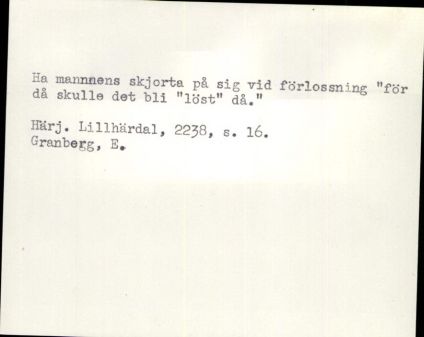 Ha mannnens skjorta på sig vid förlossning "för
då skulle det bli "löst" då."
Härj. Lillhärdal, 2238, s. 16.
Granberg, E.